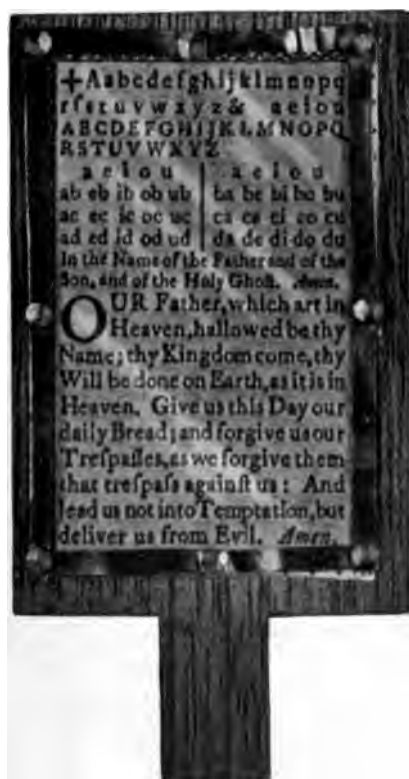 +Aabcdefghijklmnopq
rſstuvwxyz& aeiou
ABCDEFGHIJKLMNOPQ
RSTUVWXYZ
a e i o u | a e i o u
ab eb ib ob ub | ba be bi bo bu
ac ec ic oc uc | ca ce ci co cu
ad ed id od ud | da de di do du
In the Name of the Father and of the
Son, and of the Holy Ghoſt. Amen.
OUR Father, which art in
Heaven, hallowed be thy
Name; thy Kingdom come, thy
Will be done on Earth, as it is in
Heaven. Give us this Day our
daily Bread; and forgive us our
Treſpaſſes, as we forgive them
that treſpaſs againſt us: And
lead us not into Temptation, but
deliver us from Evil. Amen.